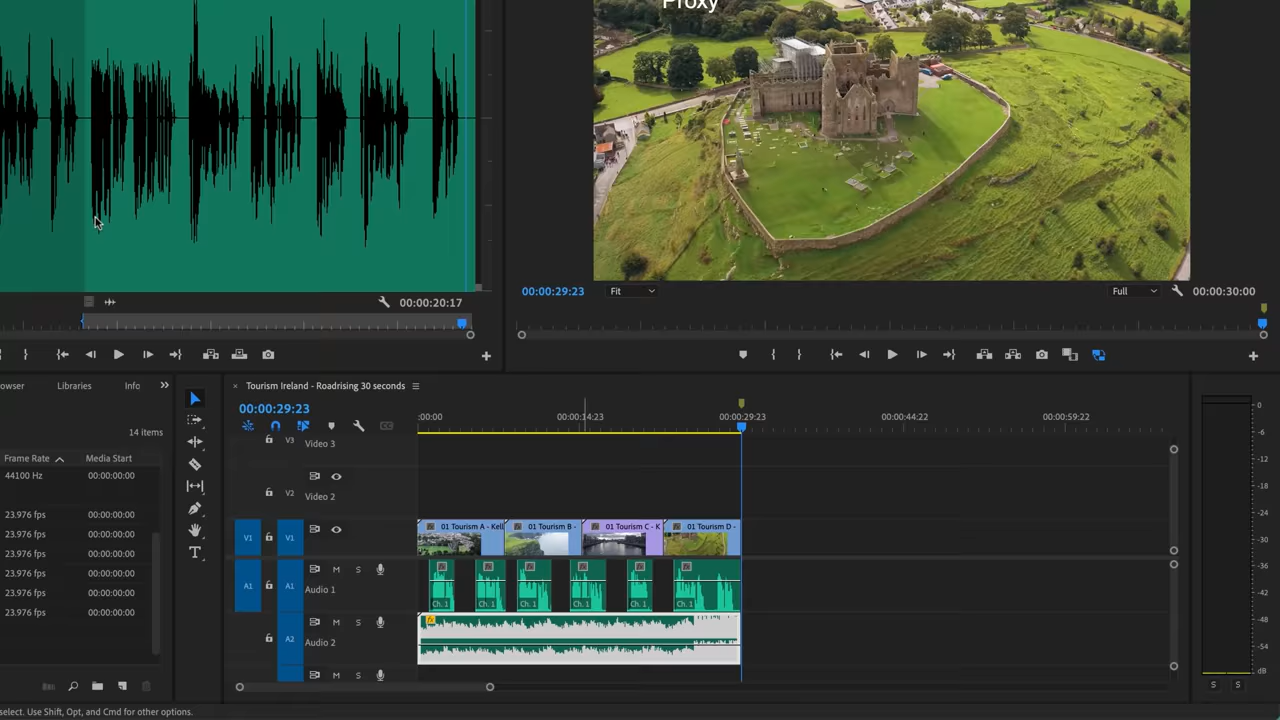 Proxy
00:00:20:17
00:00:29:23
Fit
Full
00:00:30:00
owser
Libraries
Info
14 items
Frame Rate
Media Start
44100 Hz
00:00:00:00
23.976 fps
00:00:00:00
23.976 fps
00:00:00:00
23.976 fps
00:00:00:00
23.976 fps
00:00:00:00
23.976 fps
00:00:00:00
23.976 fps
00:00:00:00
Tourism Ireland - Roadrising 30 seconds
00:00:29:23
:00:00
00:00:14:23
00:00:29:23
00:00:44:22
00:00:59:22
V3
Video 3
V2
Video 2
V1
V1
01 Tourism A - Kell
01 Tourism B -
01 Tourism C - K
01 Tourism D -
A1
A1
M
S
Audio 1
Ch. 1
Ch. 1
Ch. 1
Ch. 1
Ch. 1
Ch. 1
A2
M
S
Audio 2
M
S
0
-6
-12
-18
-24
-30
-36
-42
-48
-54
dB
S
S
select. Use Shift, Opt, and Cmd for other options.